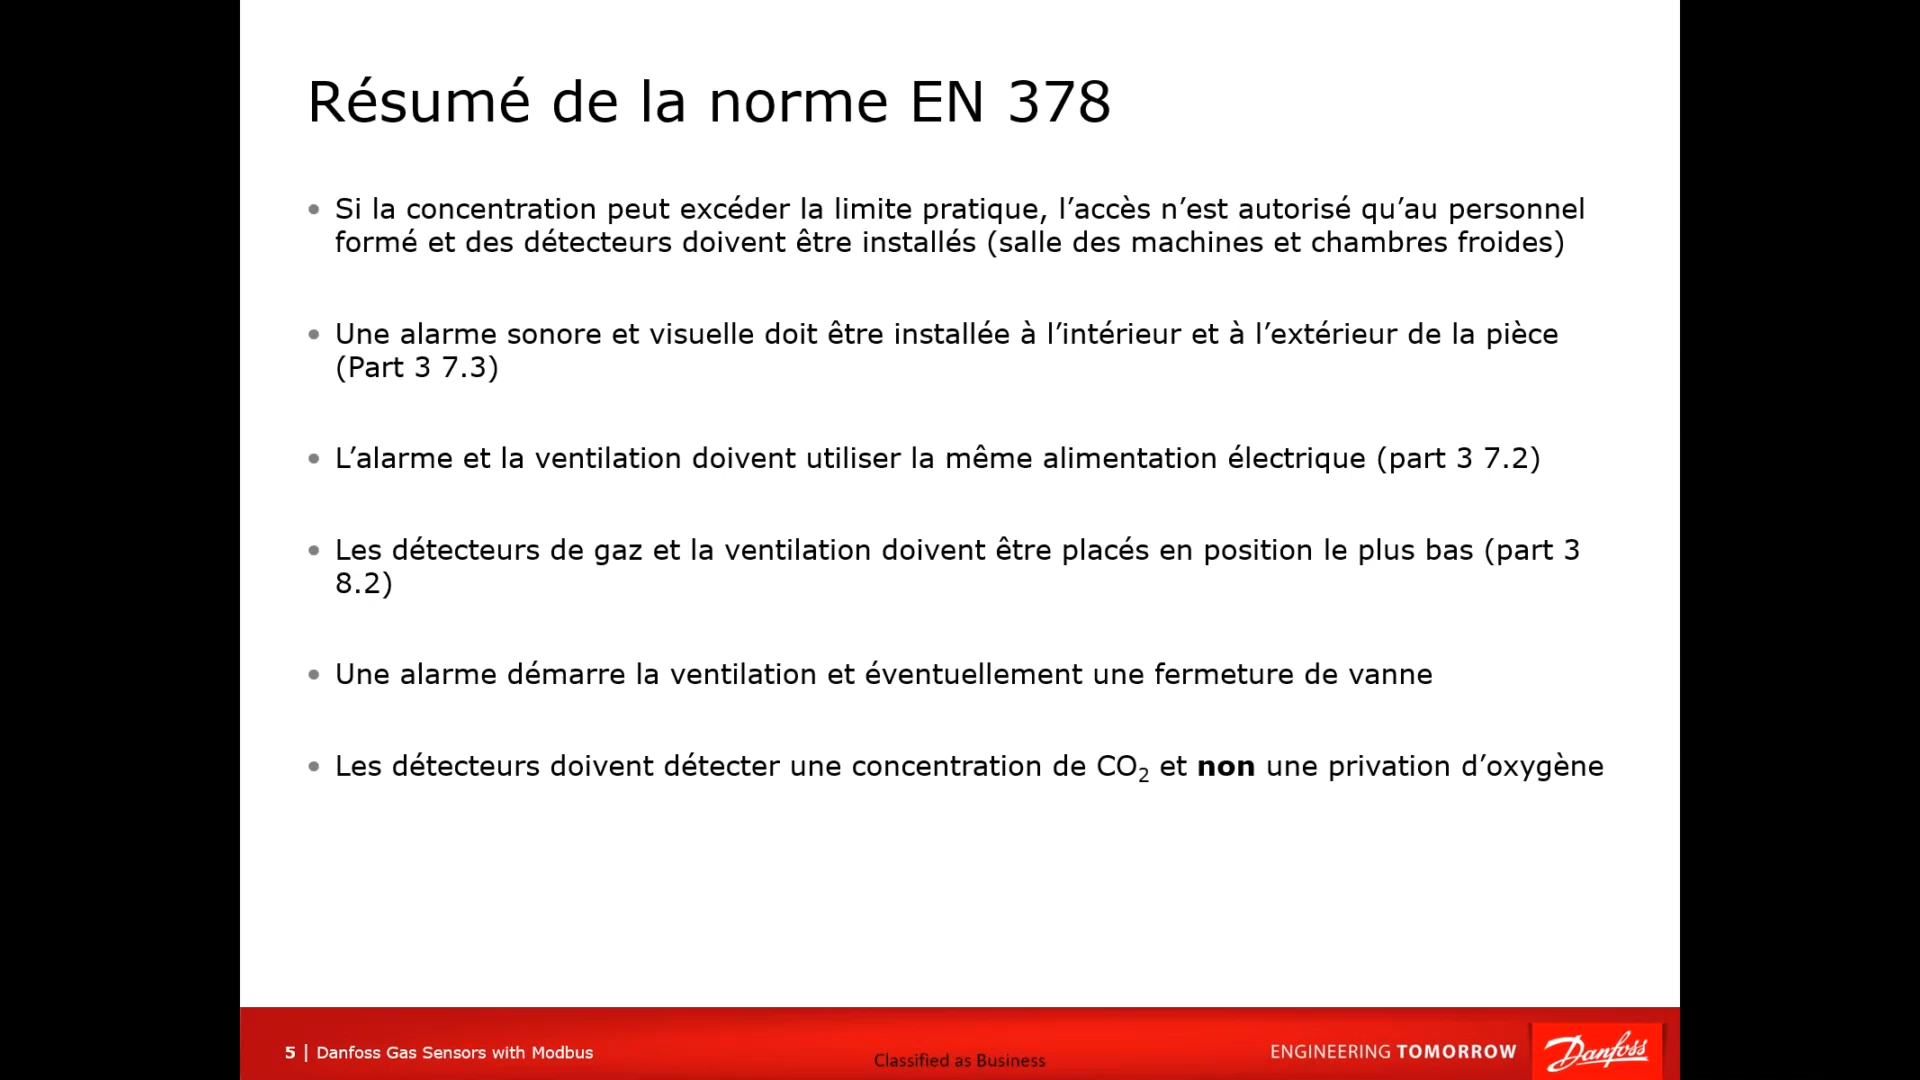 Résumé de la norme EN 378
• Si la concentration peut excéder la limite pratique, l’accès n’est autorisé qu’au personnel
formé et des détecteurs doivent être installés (salle des machines et chambres froides)
• Une alarme sonore et visuelle doit être installée à l’intérieur et à l’extérieur de la pièce
(Part 3 7.3)
• L’alarme et la ventilation doivent utiliser la même alimentation électrique (part 3 7.2)
• Les détecteurs de gaz et la ventilation doivent être placés en position le plus bas (part 3
8.2)
• Une alarme démarre la ventilation et éventuellement une fermeture de vanne
• Les détecteurs doivent détecter une concentration de CO₂ et non une privation d’oxygène
5 | Danfoss Gas Sensors with Modbus
Classified as Business
ENGINEERING TOMORROW
Danfoss